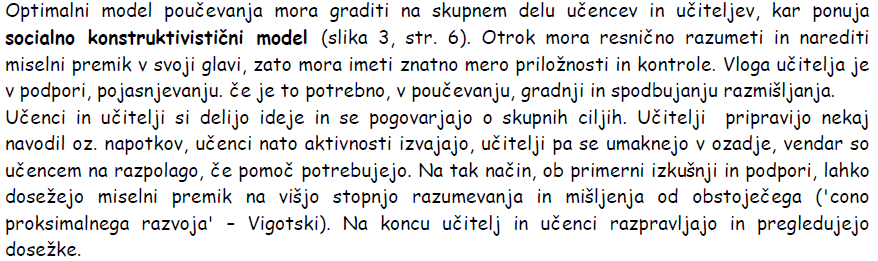 Optimalni model poučevanja mora graditi na skupnem delu učencev in učiteljev, kar ponuja
socialno konstruktivistični model (slika 3, str. 6). Otrok mora resnično razumeti in narediti
miselni premik v svoji glavi, zato mora imeti znatno mero priložnosti in kontrole. Vloga učitelja je
v podpori, pojasnjevanju. če je to potrebno, v poučevanju, gradnji in spodbujanju razmišljanja.
Učenci in učitelji si delijo ideje in se pogovarjajo o skupnih ciljih. Učitelji pripravijo nekaj
navodil oz. napotkov, učenci nato aktivnosti izvajajo, učitelji pa se umaknejo v ozadje, vendar so
učencem na razpolago, če pomoč potrebujejo. Na tak način, ob primerni izkušnji in podpori, lahko
dosežejo miselni premik na višjo stopnjo razumevanja in mišljenja od obstoječega ('cono
proksimalnega razvoja' – Vigotski). Na koncu učitelj in učenci razpravljajo in pregledujejo
dosežke.